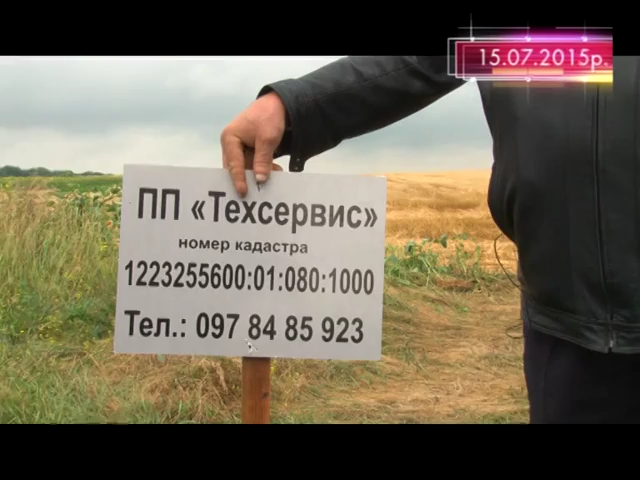 15.07.2015р.
ПП «Техсервис»
номер кадастра
1223255600:01:080:1000
Тел.: 097 84 85 923